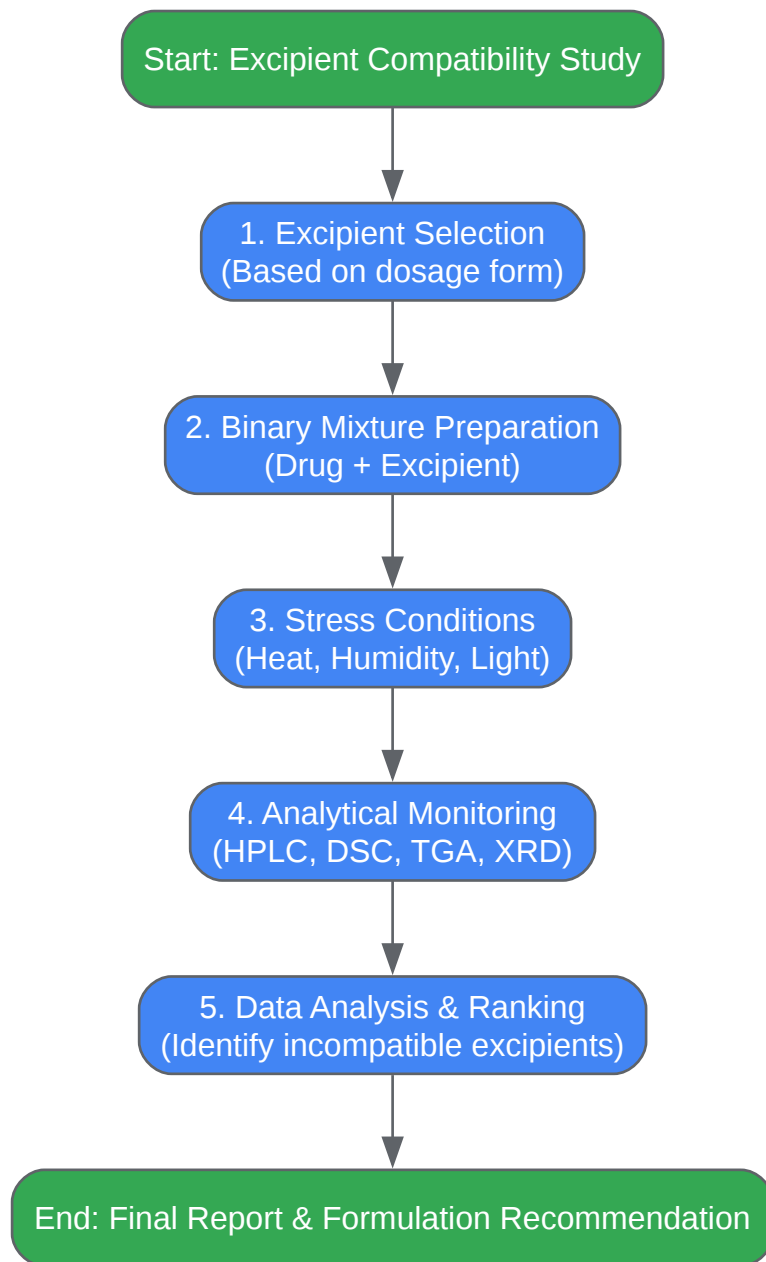 Start: Excipient Compatibility Study
1. Excipient Selection
(Based on dosage form)
2. Binary Mixture Preparation
(Drug + Excipient)
3. Stress Conditions
(Heat, Humidity, Light)
4. Analytical Monitoring
(HPLC, DSC, TGA, XRD)
5. Data Analysis & Ranking
(Identify incompatible excipients)
End: Final Report & Formulation Recommendation